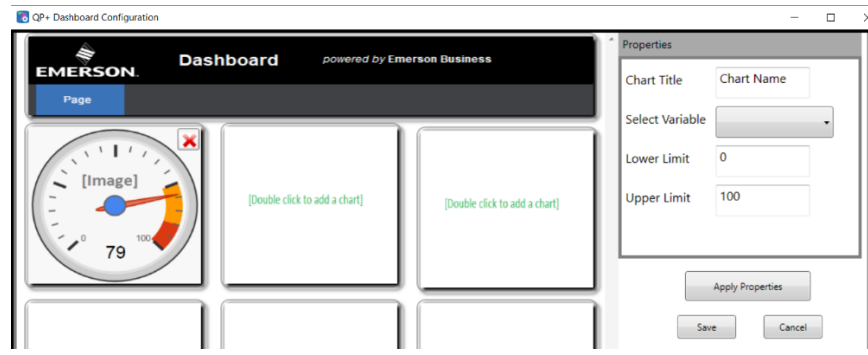 QP+ Dashboard Configuration
EMERSON.
Dashboard
powered by Emerson Business
Page
[Image]
0
100
79
[Double click to add a chart]
[Double click to add a chart]
Properties
Chart Title
Chart Name
Select Variable
Lower Limit
0
Upper Limit
100
Apply Properties
Save
Cancel